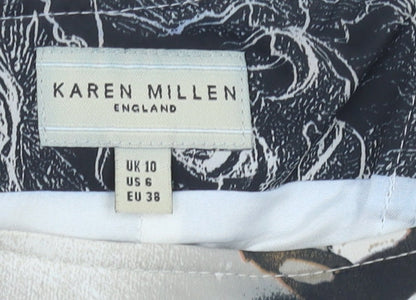 KAREN MILLEN
ENGLAND
UK 10
US 6
EU 38